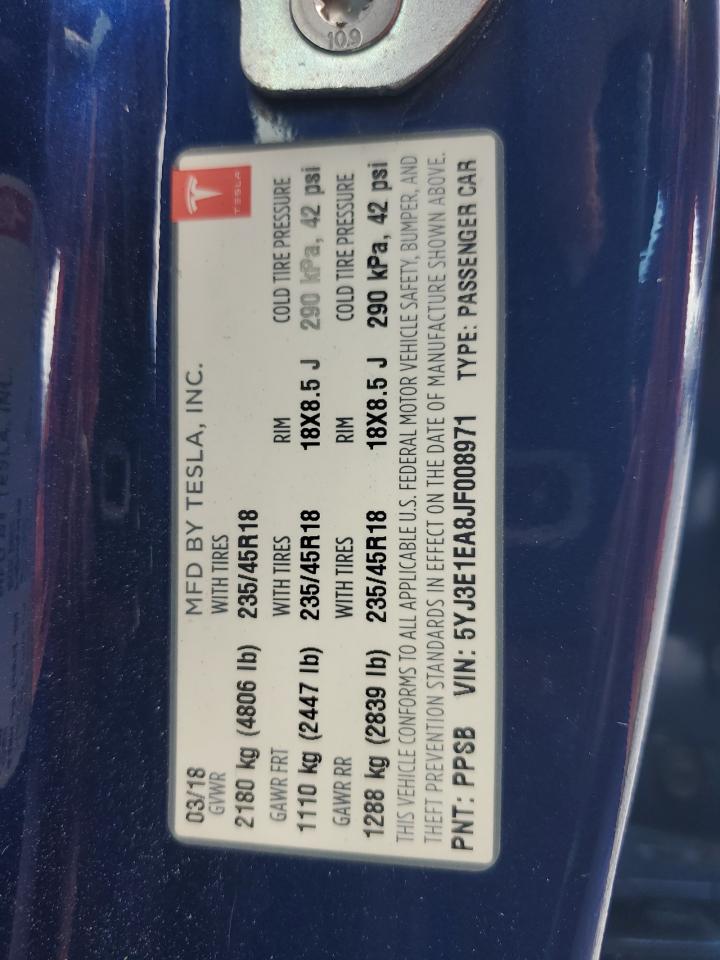 10.9
TESLA
03/18 MFD BY TESLA, INC.
GVWR WITH TIRES
2180 kg (4806 lb) 235/45R18
GAWR FRT WITH TIRES RIM COLD TIRE PRESSURE
1110 kg (2447 lb) 235/45R18 18X8.5 J 290 kPa, 42 psi
GAWR RR WITH TIRES RIM COLD TIRE PRESSURE
1288 kg (2839 lb) 235/45R18 18X8.5 J 290 kPa, 42 psi
THIS VEHICLE CONFORMS TO ALL APPLICABLE U.S. FEDERAL MOTOR VEHICLE SAFETY, BUMPER, AND
THEFT PREVENTION STANDARDS IN EFFECT ON THE DATE OF MANUFACTURE SHOWN ABOVE.
PNT: PPSB VIN: 5YJ3E1EA8JF008971 TYPE: PASSENGER CAR